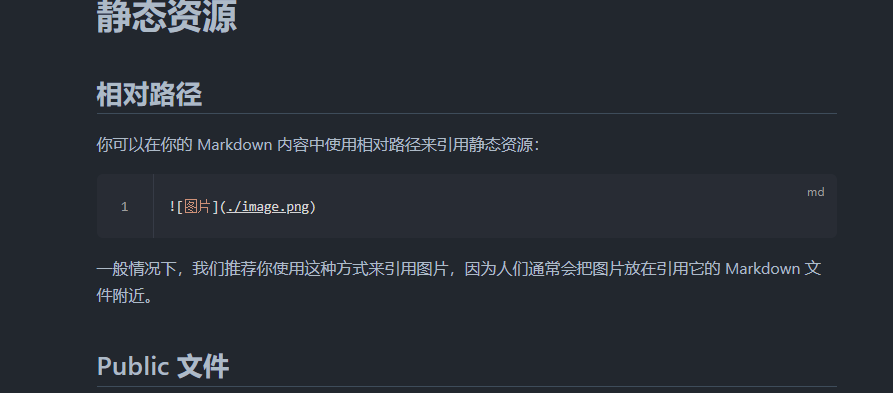 静态资源
相对路径
你可以在你的 Markdown 内容中使用相对路径来引用静态资源：
md
1 ![图片](./image.png)
一般情况下，我们推荐你使用这种方式来引用图片，因为人们通常会把图片放在引用它的 Markdown 文
件附近。
Public 文件